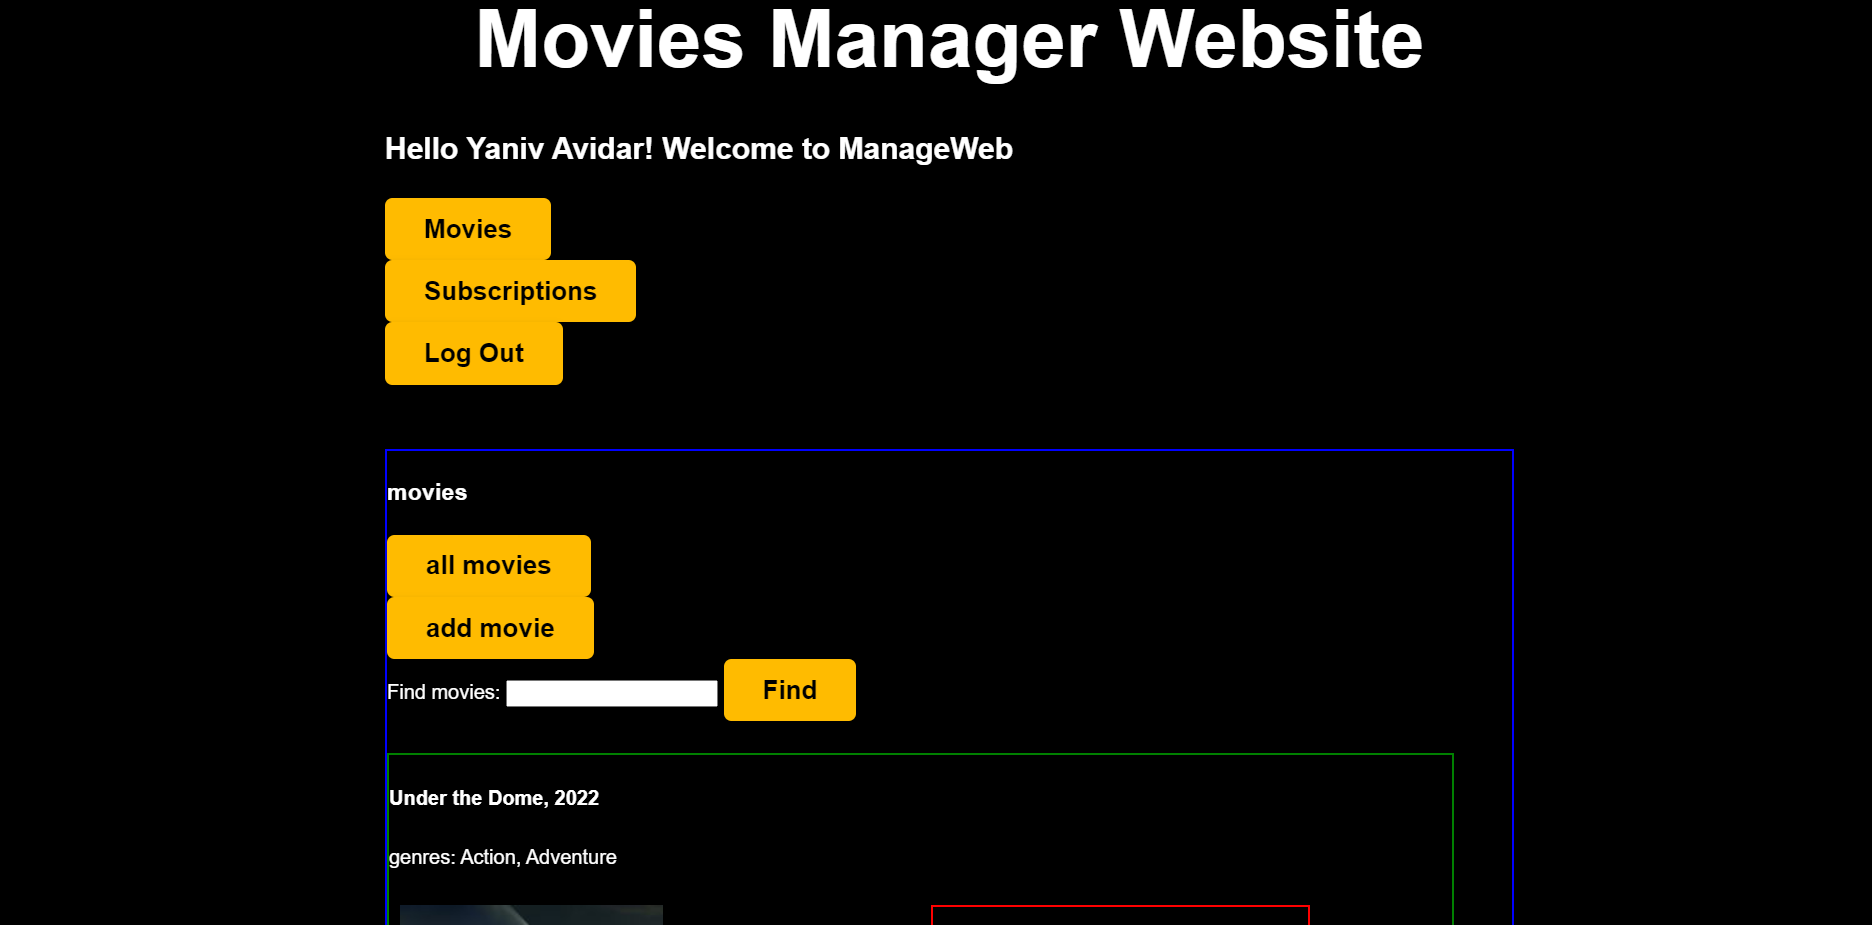 Movies Manager Website
Hello Yaniv Avidar! Welcome to ManageWeb
Movies
Subscriptions
Log Out
movies
all movies
add movie
Find movies: Find
Under the Dome, 2022
genres: Action, Adventure